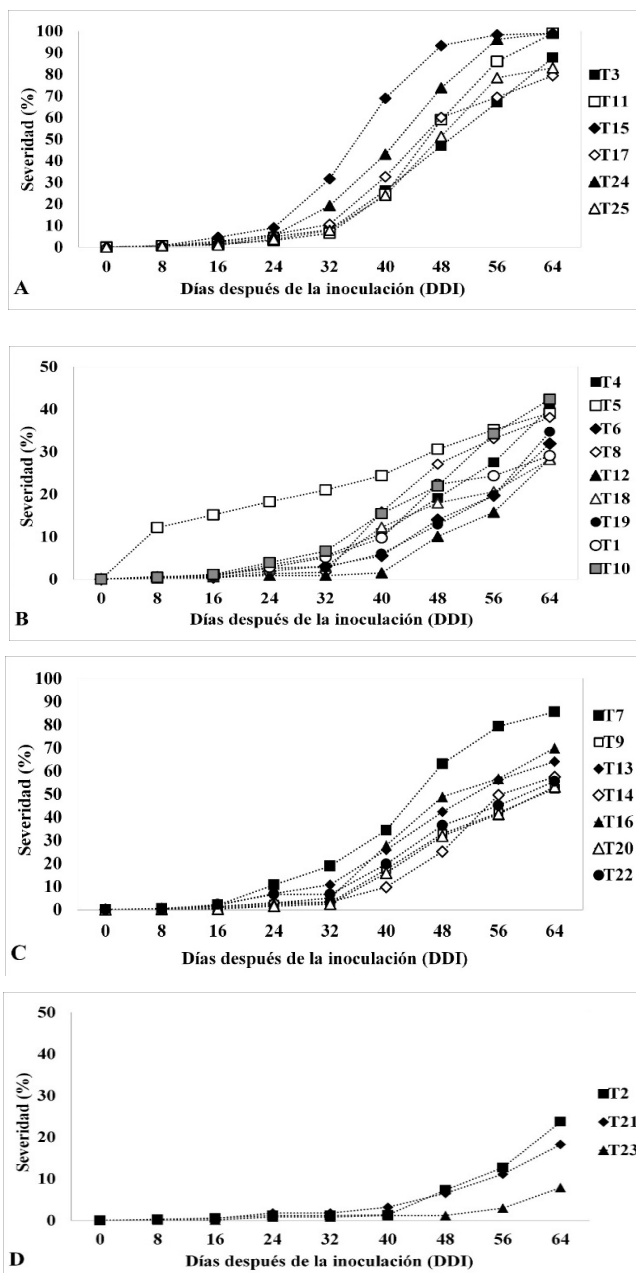 100
90
80
70
60
50
40
30
20
10
0
Severidad (%)
0 8 16 24 32 40 48 56 64
Días después de la inoculación (DDI)
A
T3
T11
T15
T17
T24
T25
50
40
30
20
10
0
Severidad (%)
0 8 16 24 32 40 48 56 64
Días después de la inoculación (DDI)
B
T4
T5
T6
T8
T12
T18
T19
T1
T10
100
90
80
70
60
50
40
30
20
10
0
Severidad (%)
0 8 16 24 32 40 48 56 64
Días después de la inoculación (DDI)
C
T7
T9
T13
T14
T16
T20
T22
50
40
30
20
10
0
Severidad (%)
0 8 16 24 32 40 48 56 64
Días después de la inoculación (DDI)
D
T2
T21
T23